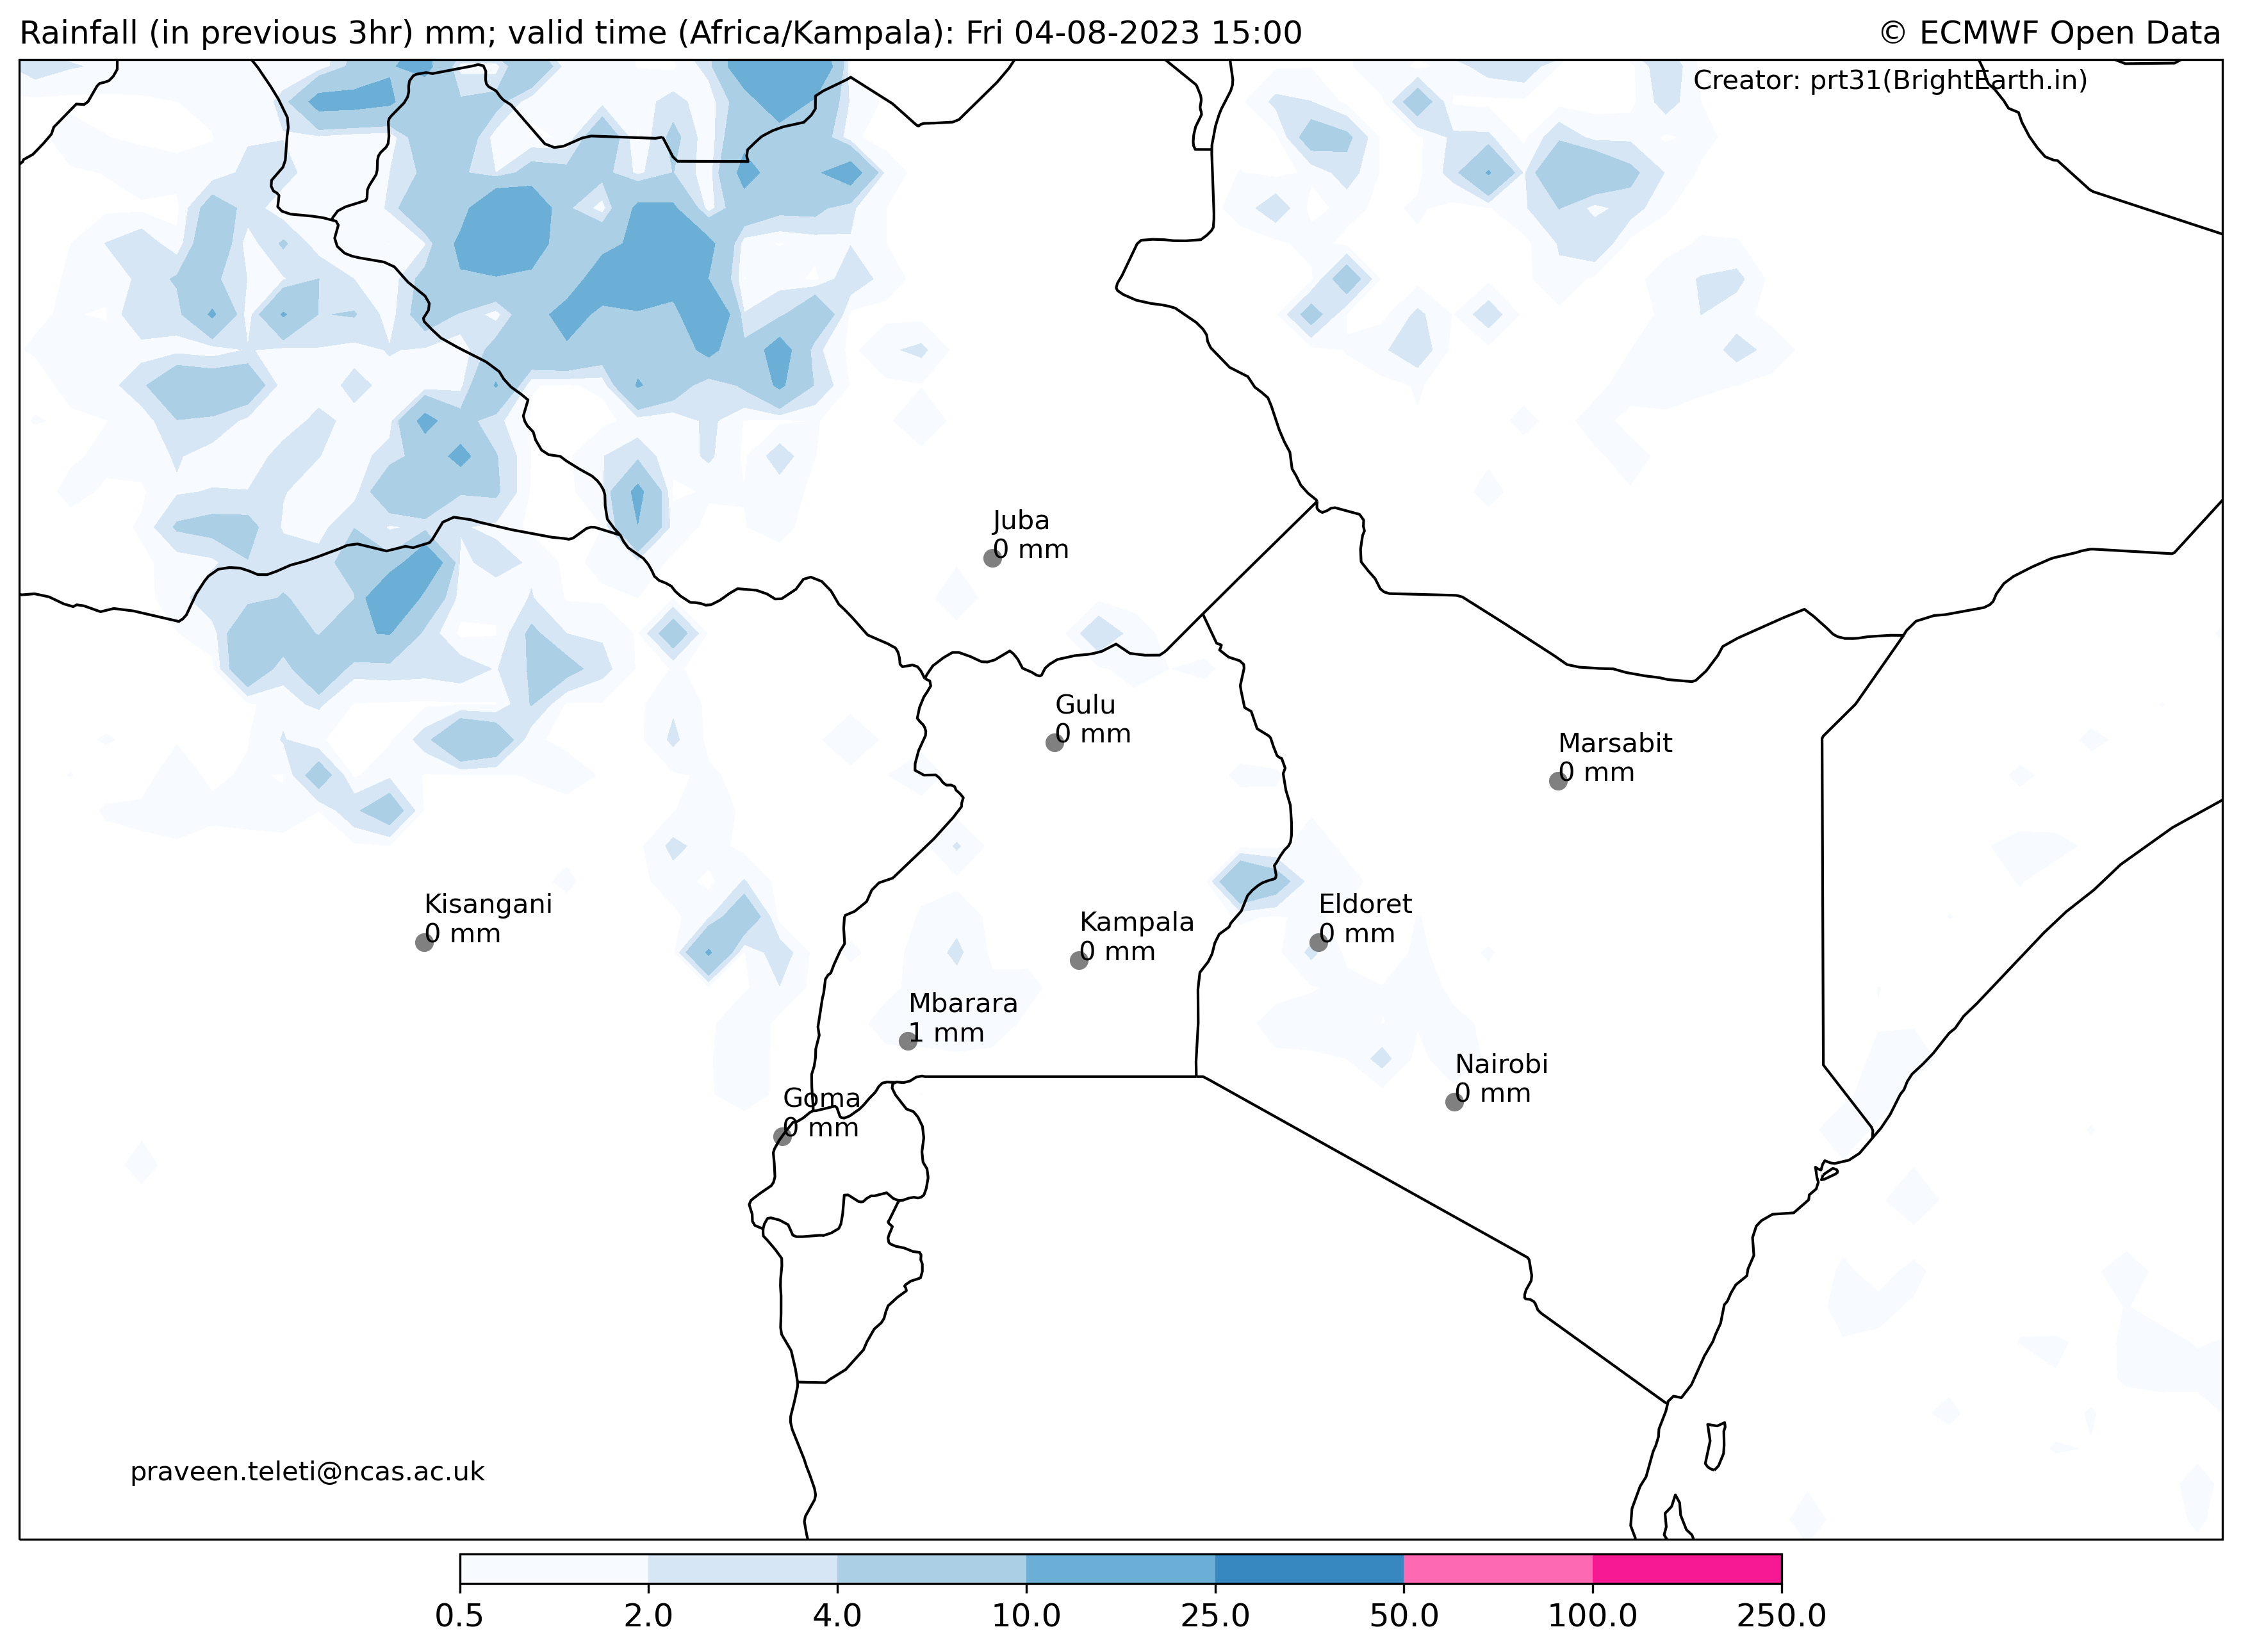 Rainfall (in previous 3hr) mm; valid time (Africa/Kampala): Fri 04-08-2023 15:00
© ECMWF Open Data
Creator: prt31(BrightEarth.in)
Juba
0 mm
Gulu
0 mm
Marsabit
0 mm
Kisangani
0 mm
Kampala
0 mm
Eldoret
0 mm
Mbarara
1 mm
Nairobi
0 mm
Goma
0 mm
praveen.teleti@ncas.ac.uk
0.5 2.0 4.0 10.0 25.0 50.0 100.0 250.0